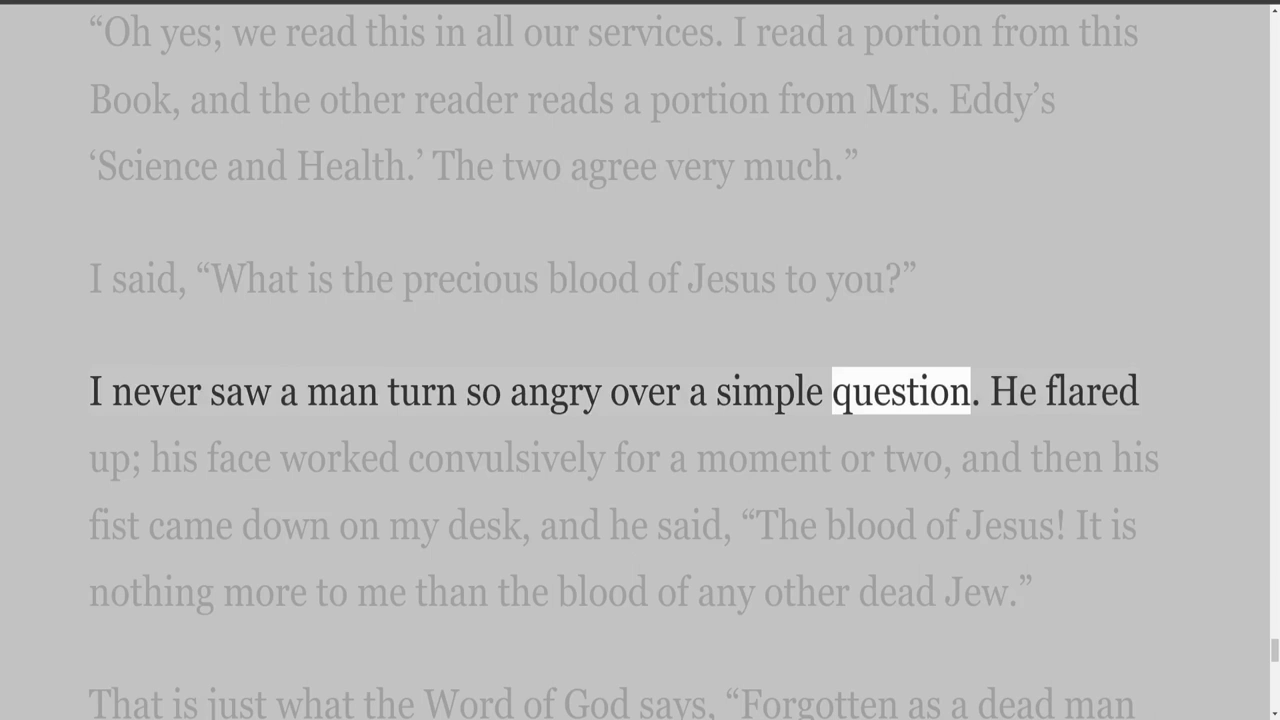 “Oh yes; we read this in all our services. I read a portion from this
Book, and the other reader reads a portion from Mrs. Eddy’s
‘Science and Health.’ The two agree very much.”
I said, “What is the precious blood of Jesus to you?”
I never saw a man turn so angry over a simple question. He flared
up; his face worked convulsively for a moment or two, and then his
fist came down on my desk, and he said, “The blood of Jesus! It is
nothing more to me than the blood of any other dead Jew.”
That is just what the Word of God says, “Forgotten as a dead man